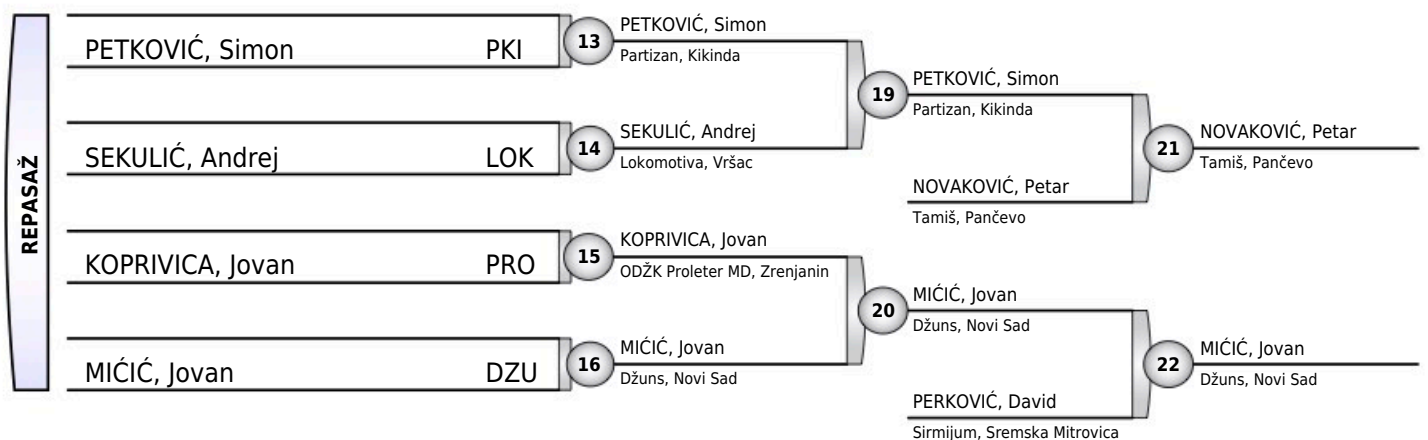 REPASAŽ
PETKOVIĆ, Simon PKI
SEKULIĆ, Andrej LOK
KOPRIVICA, Jovan PRO
MIĆIĆ, Jovan DZU
13
PETKOVIĆ, Simon
Partizan, Kikinda
14
SEKULIĆ, Andrej
Lokomotiva, Vršac
15
KOPRIVICA, Jovan
ODŽK Proleter MD, Zrenjanin
16
MIĆIĆ, Jovan
Džuns, Novi Sad
19
PETKOVIĆ, Simon
Partizan, Kikinda
NOVAKOVIĆ, Petar
Tamiš, Pančevo
20
MIĆIĆ, Jovan
Džuns, Novi Sad
PERKOVIĆ, David
Sirmijum, Sremska Mitrovica
21
NOVAKOVIĆ, Petar
Tamiš, Pančevo
22
MIĆIĆ, Jovan
Džuns, Novi Sad